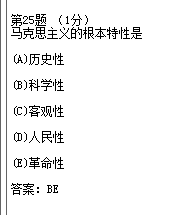 第25题 （1分）
马克思主义的根本特性是
(A)历史性
(B)科学性
(C)客观性
(D)人民性
(E)革命性
答案：BE